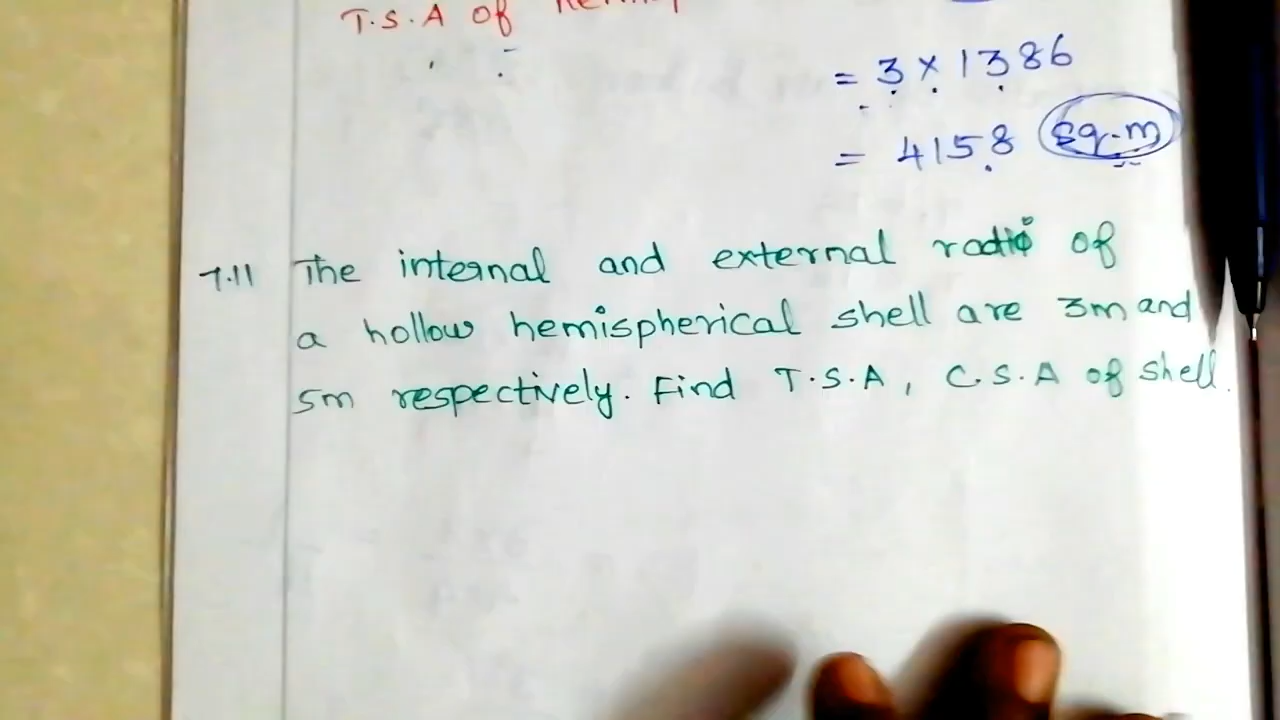 T.S.A of
= 3 × 1386
= 4158 sq.m
7.11 The internal and external radii of
a hollow hemispherical shell are 3m and
5m respectively. Find T.S.A, C.S.A of shell.